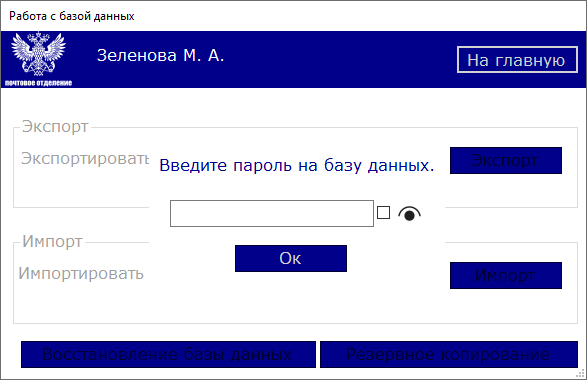 Работа с базой данных
почтовое отделение
Зеленова М. А.
На главную
Экспорт
Экспортировать
Экспорт
Введите пароль на базу данных.
Ок
Импорт
Импортировать
Импорт
Восстановление базы данных
Резервное копирование